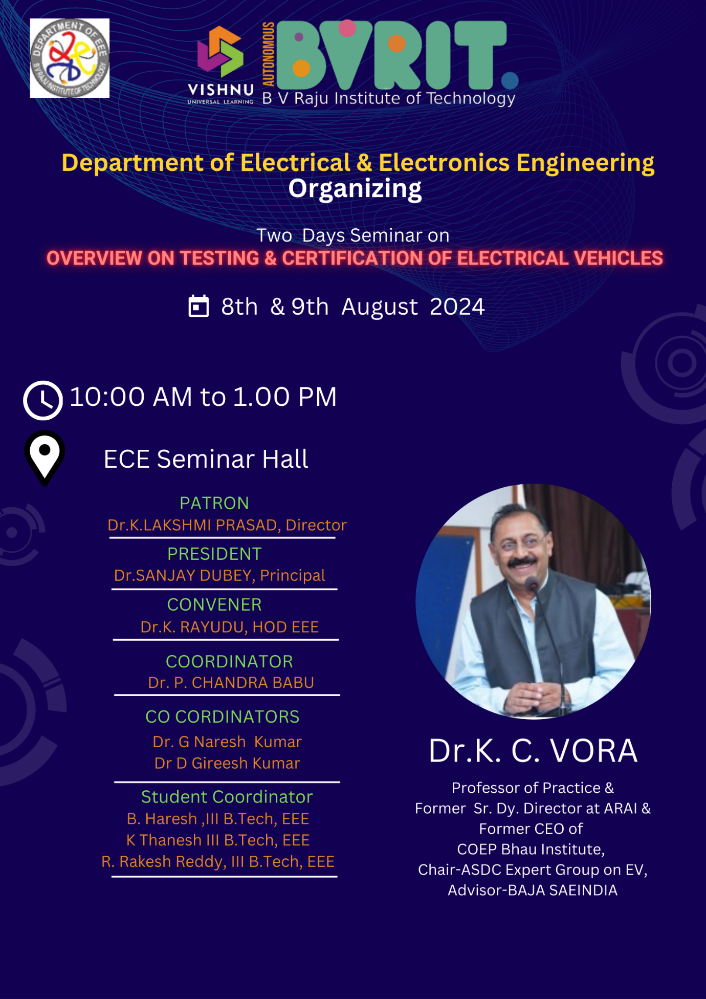 DEPARTMENT OF EEE
B V RAJU INSTITUTE OF TECHNOLOGY
VISHNU
UNIVERSAL LEARNING
AUTONOMOUS
BVRIT.
B V Raju Institute of Technology
Department of Electrical & Electronics Engineering
Organizing
Two Days Seminar on
OVERVIEW ON TESTING & CERTIFICATION OF ELECTRICAL VEHICLES
8th & 9th August 2024
10:00 AM to 1.00 PM
ECE Seminar Hall
PATRON
Dr.K.LAKSHMI PRASAD, Director
PRESIDENT
Dr.SANJAY DUBEY, Principal
CONVENER
Dr.K. RAYUDU, HOD EEE
COORDINATOR
Dr. P. CHANDRA BABU
CO CORDINATORS
Dr. G Naresh Kumar
Dr D Gireesh Kumar
Student Coordinator
B. Haresh ,III B.Tech, EEE
K Thanesh III B.Tech, EEE
R. Rakesh Reddy, III B.Tech, EEE
Dr.K. C. VORA
Professor of Practice &
Former Sr. Dy. Director at ARAI &
Former CEO of
COEP Bhau Institute,
Chair-ASDC Expert Group on EV,
Advisor-BAJA SAEINDIA